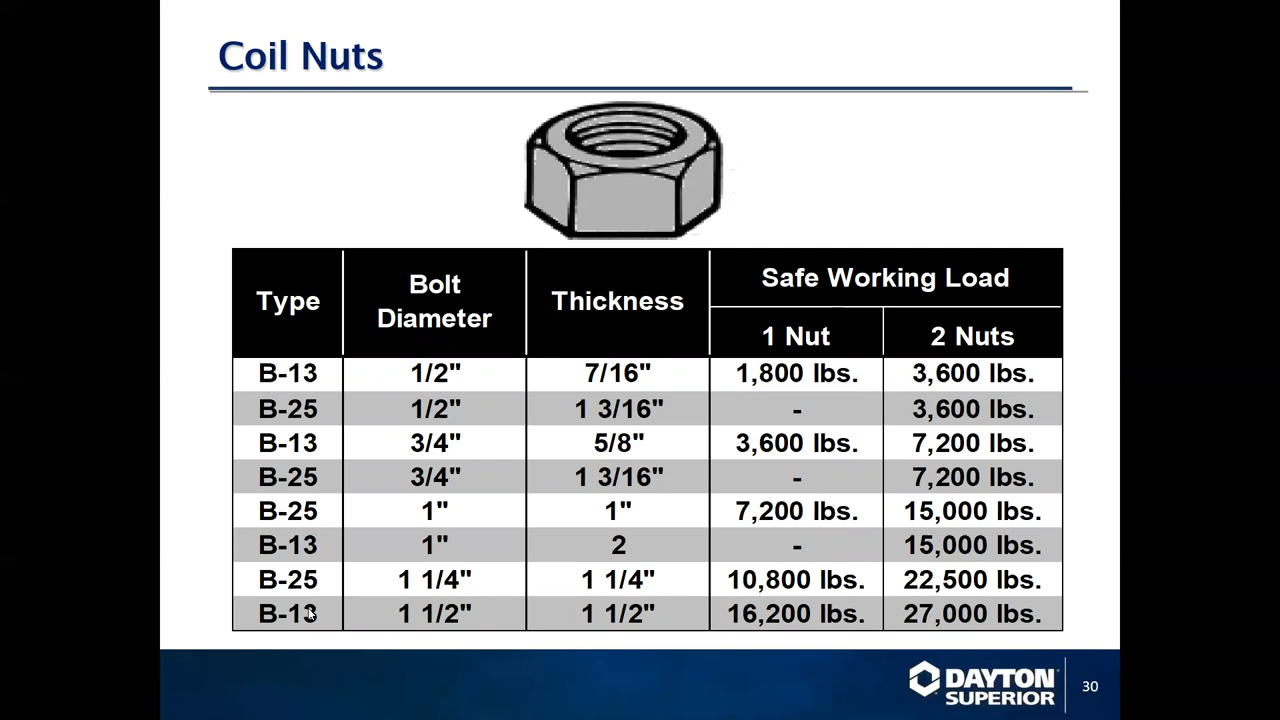 Coil Nuts
Type Bolt Diameter Thickness Safe Working Load
1 Nut 2 Nuts
B-13 1/2" 7/16" 1,800 lbs. 3,600 lbs.
B-25 1/2" 1 3/16" - 3,600 lbs.
B-13 3/4" 5/8" 3,600 lbs. 7,200 lbs.
B-25 3/4" 1 3/16" - 7,200 lbs.
B-25 1" 1" 7,200 lbs. 15,000 lbs.
B-13 1" 2 - 15,000 lbs.
B-25 1 1/4" 1 1/4" 10,800 lbs. 22,500 lbs.
B-13 1 1/2" 1 1/2" 16,200 lbs. 27,000 lbs.
DAYTON
SUPERIOR
30